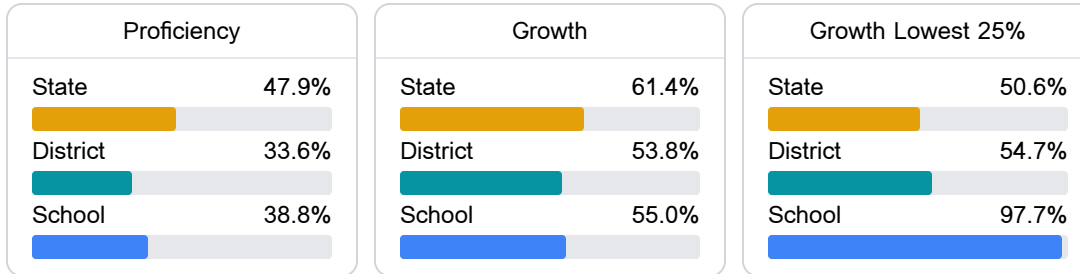 Proficiency
State 47.9%
District 33.6%
School 38.8%
Growth
State 61.4%
District 53.8%
School 55.0%
Growth Lowest 25%
State 50.6%
District 54.7%
School 97.7%